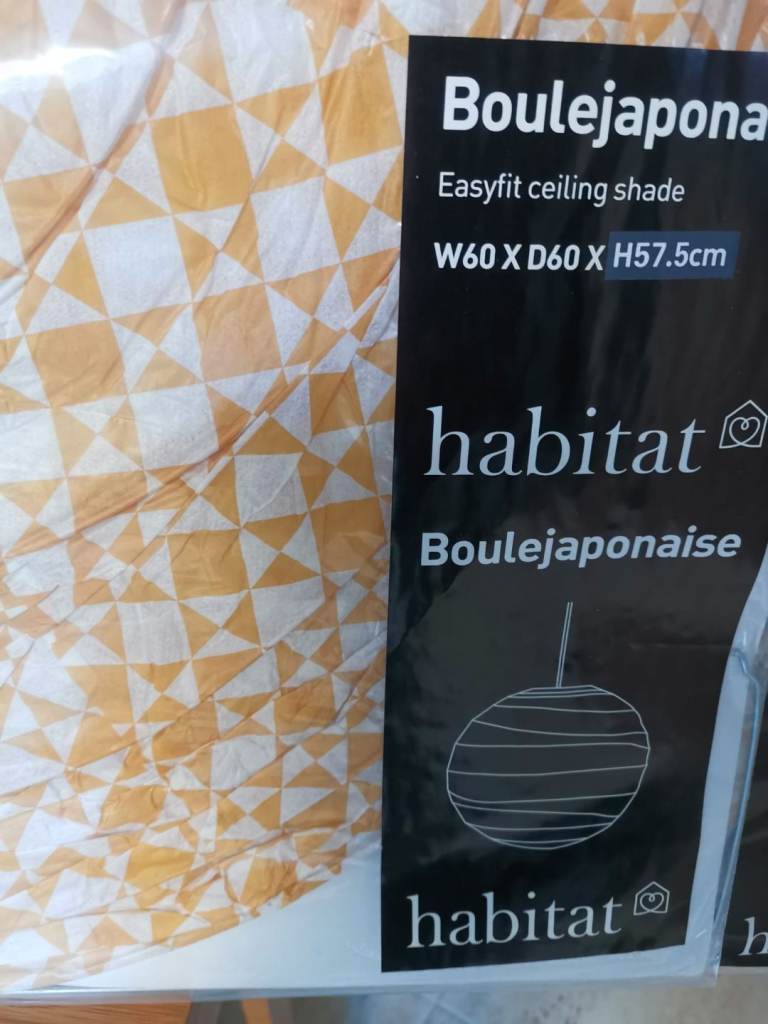 Boulejapona
Easyfit ceiling shade
W60 X D60 X H57.5cm
habitat
Boulejaponaise
habitat
h